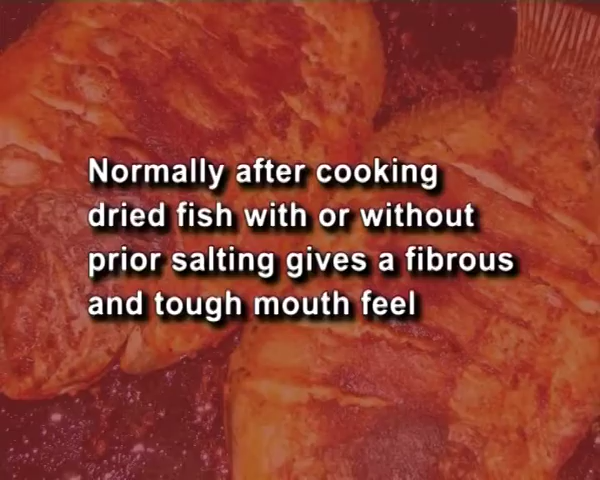 Normally after cooking
dried fish with or without
prior salting gives a fibrous
and tough mouth feel